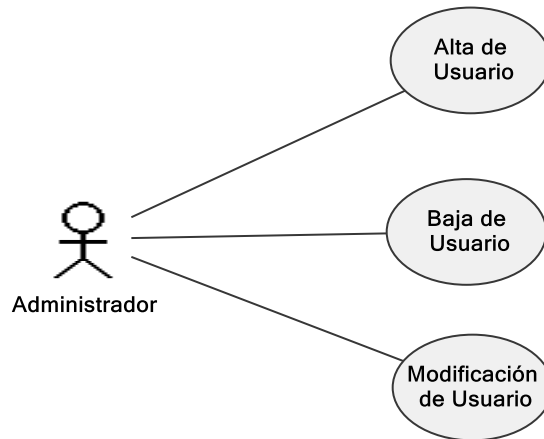 Alta de
Usuario
Baja de
Usuario
Administrador
Modificación
de Usuario